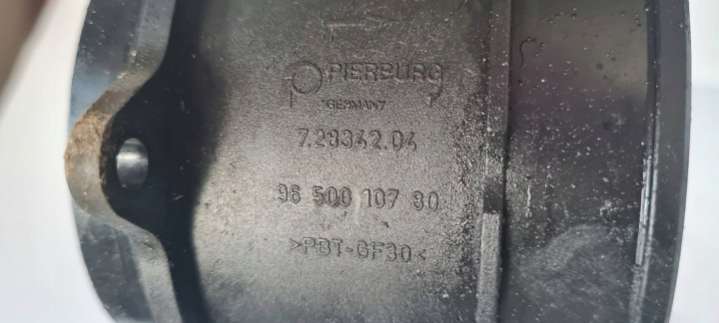 PIERBURG
GERMANY
7.28342.04
96 500 107 80
>PBT-GF30<